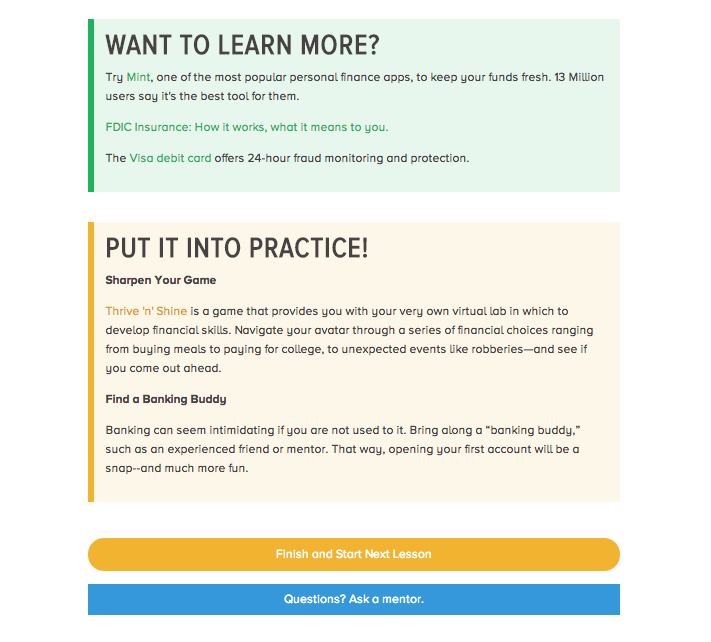 WANT TO LEARN MORE?
Try Mint, one of the most popular personal finance apps, to keep your funds fresh. 13 Million
users say it's the best tool for them.
FDIC Insurance: How it works, what it means to you.
The Visa debit card offers 24-hour fraud monitoring and protection.
PUT IT INTO PRACTICE!
Sharpen Your Game
Thrive 'n' Shine is a game that provides you with your very own virtual lab in which to
develop financial skills. Navigate your avatar through a series of financial choices ranging
from buying meals to paying for college, to unexpected events like robberies—and see if
you come out ahead.
Find a Banking Buddy
Banking can seem intimidating if you are not used to it. Bring along a “banking buddy,”
such as an experienced friend or mentor. That way, opening your first account will be a
snap--and much more fun.
Finish and Start Next Lesson
Questions? Ask a mentor.